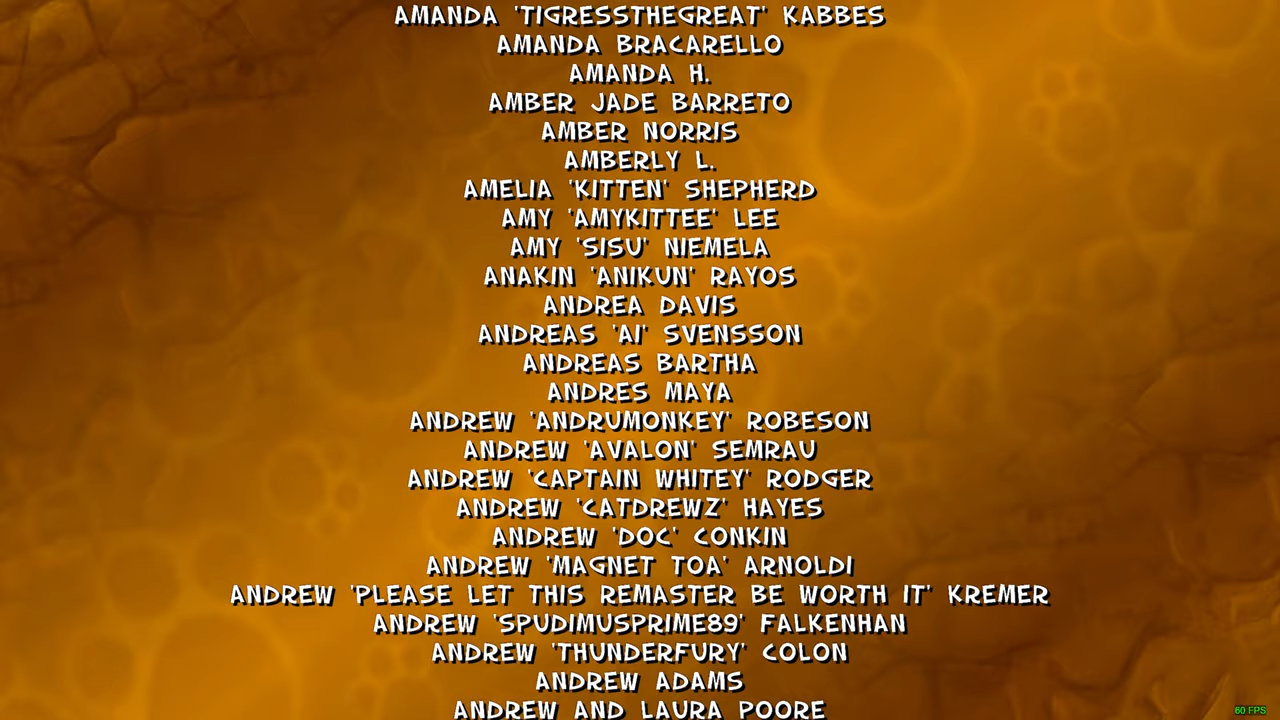 AMANDA 'TIGRESSTHEGREAT' KABBES
AMANDA BRACARELLO
AMANDA H.
AMBER JADE BARRETO
AMBER NORRIS
AMBERLY L.
AMELIA 'KITTEN' SHEPHERD
AMY 'AMYKITTEE' LEE
AMY 'SISU' NIEMELA
ANAKIN 'ANIKUN' RAYOS
ANDREA DAVIS
ANDREAS 'AI' SVENSSON
ANDREAS BARTHA
ANDRES MAYA
ANDREW 'ANDRUMONKEY' ROBESON
ANDREW 'AVALON' SEMRAU
ANDREW 'CAPTAIN WHITEY' RODGER
ANDREW 'CATDREWZ' HAYES
ANDREW 'DOC' CONKIN
ANDREW 'MAGNET TOA' ARNOLDI
ANDREW 'PLEASE LET THIS REMASTER BE WORTH IT' KREMER
ANDREW 'SPUDIMUSPRIME89' FALKENHAN
ANDREW 'THUNDERFURY' COLON
ANDREW ADAMS
ANDREW AND LAURA POORE
60 FPS